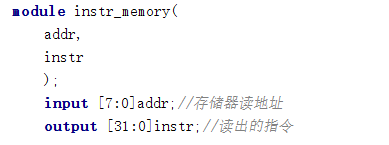 module instr_memory(
addr,
instr
);
input [7:0]addr;//存储器读地址
output [31:0]instr;//读出的指令